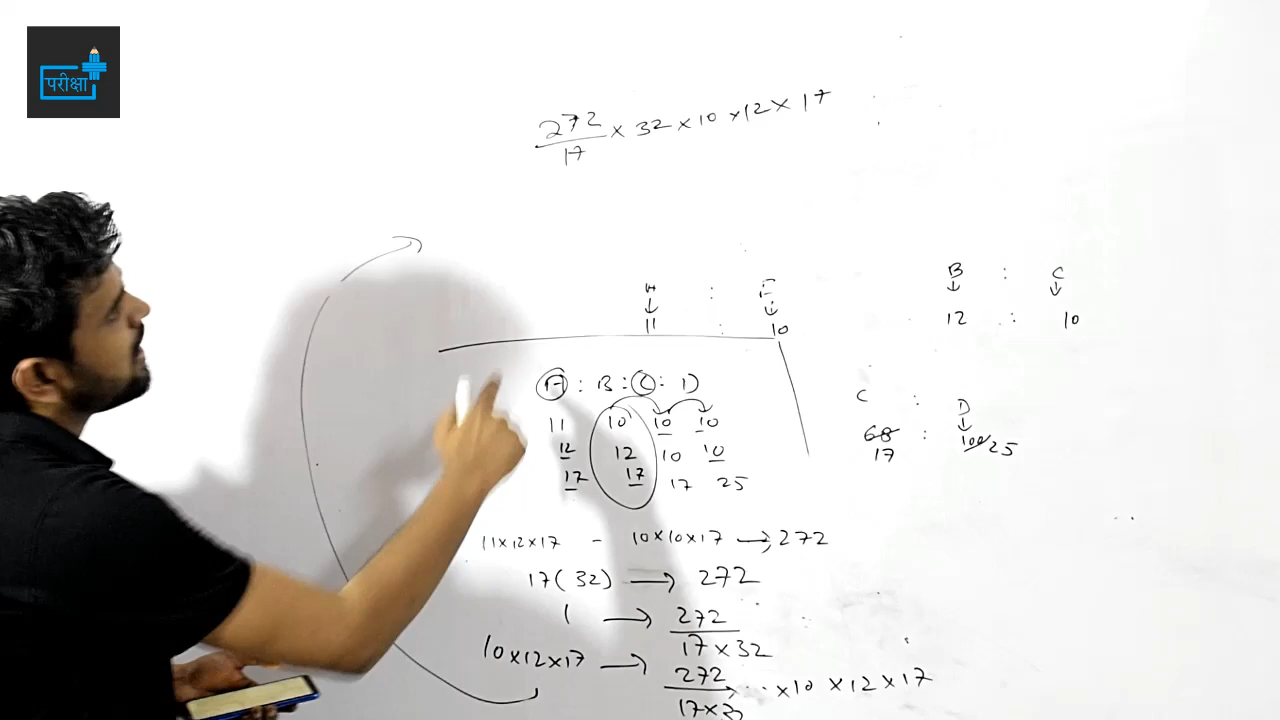 परीक्षा
272/17 × 32 × 10 × 12 × 17
B : C
12 : 10
11 : 10
A : B : C : D
11 10 10 10
12 12 10 10
17 17 17 25
C : D
68 : 100
17 25
11×12×17 - 10×10×17 → 272
17(32) → 272
1 → 272/17×32
10×12×17 → 272/17×32 ×10 ×12 ×17